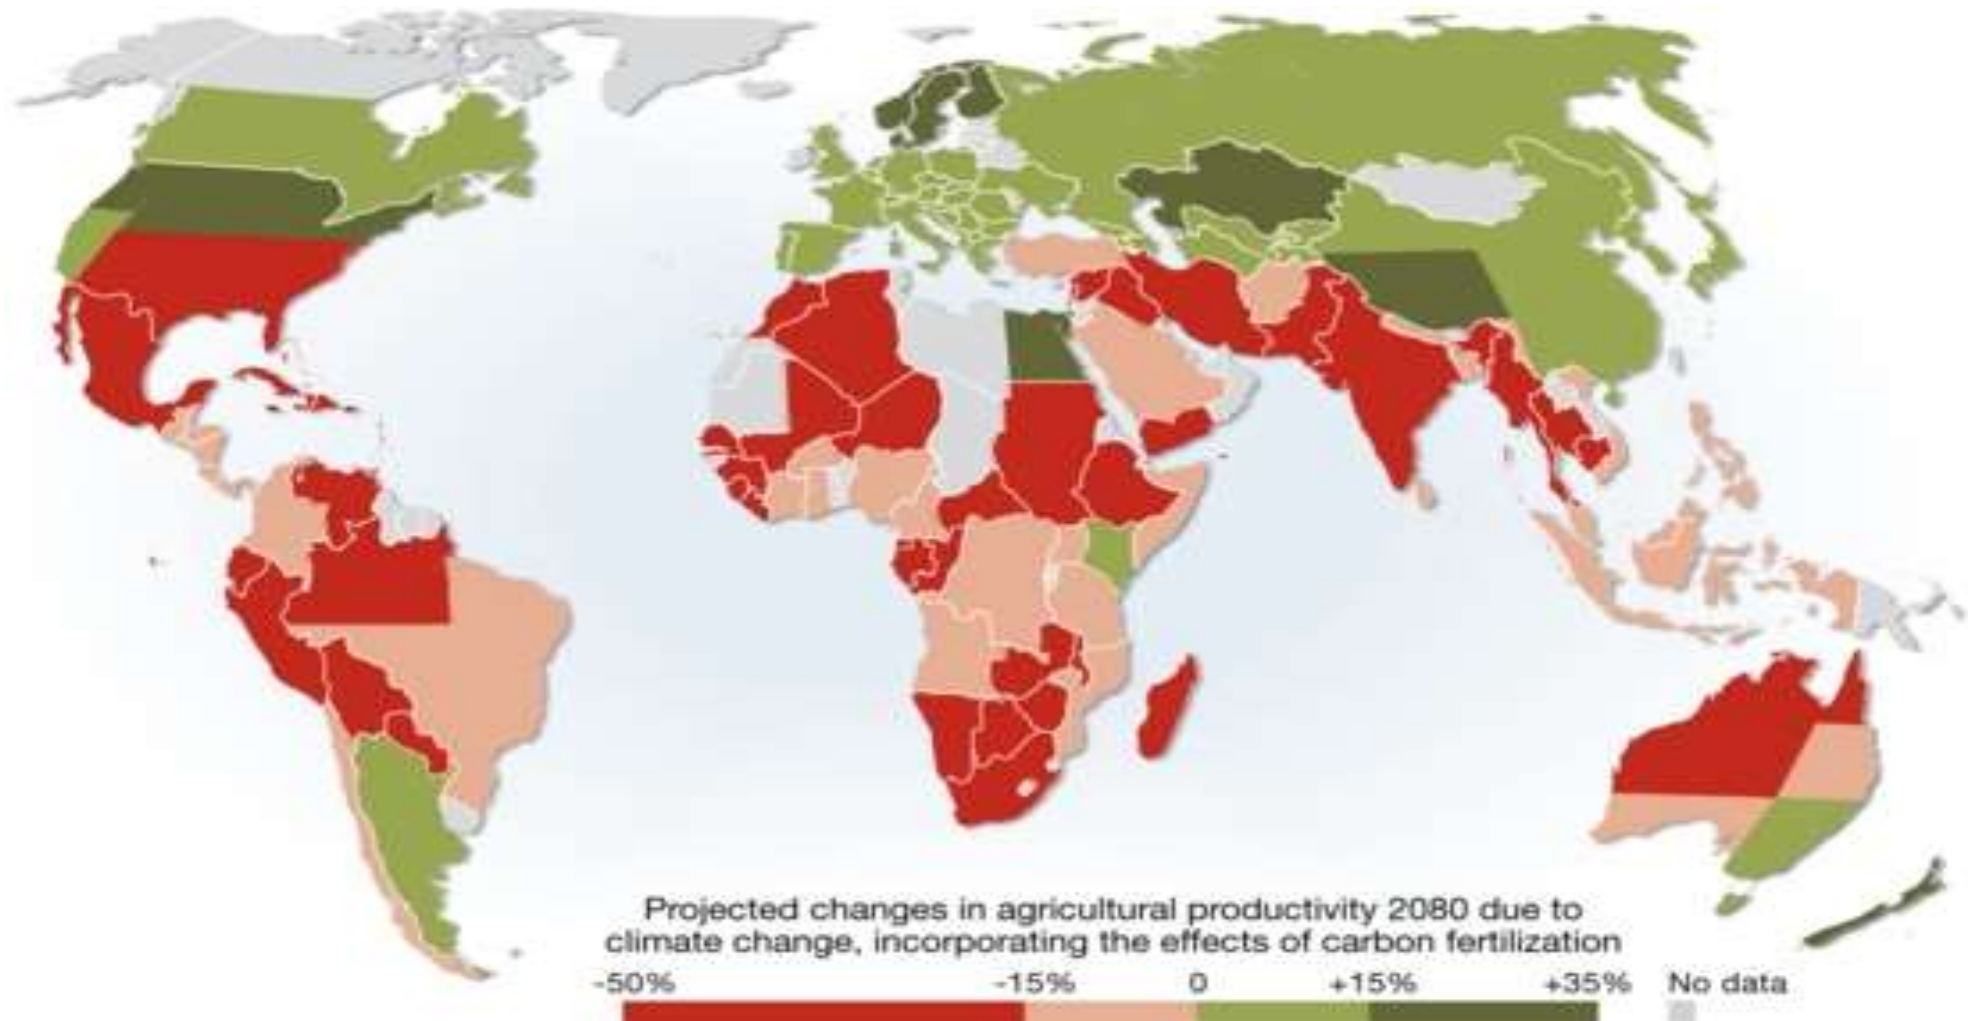 Projected changes in agricultural productivity 2080 due to
climate change, incorporating the effects of carbon fertilization
-50% -15% 0 +15% +35% No data